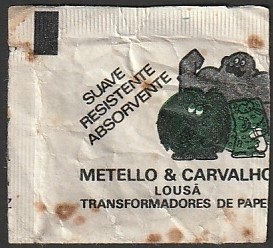 SUAVE
RESISTENTE
ABSORVENTE
METELLO & CARVALHO
LOUSÃ
TRANSFORMADORES DE PAPE